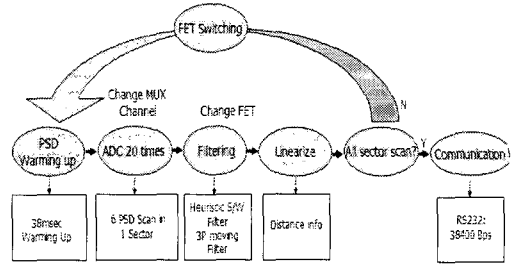 FET Switching
Change MUX
Channel
Change FET
N
PSD
Warming up
ADC 20 times
Filtering
Linearize
All sector scan?
Y
Communication
38msec
Warming Up
6 PSD Scan in
1 Sector
Heuristic S/W
Filter
3P moving
Filter
Distance info
RS232:
38400 Bps